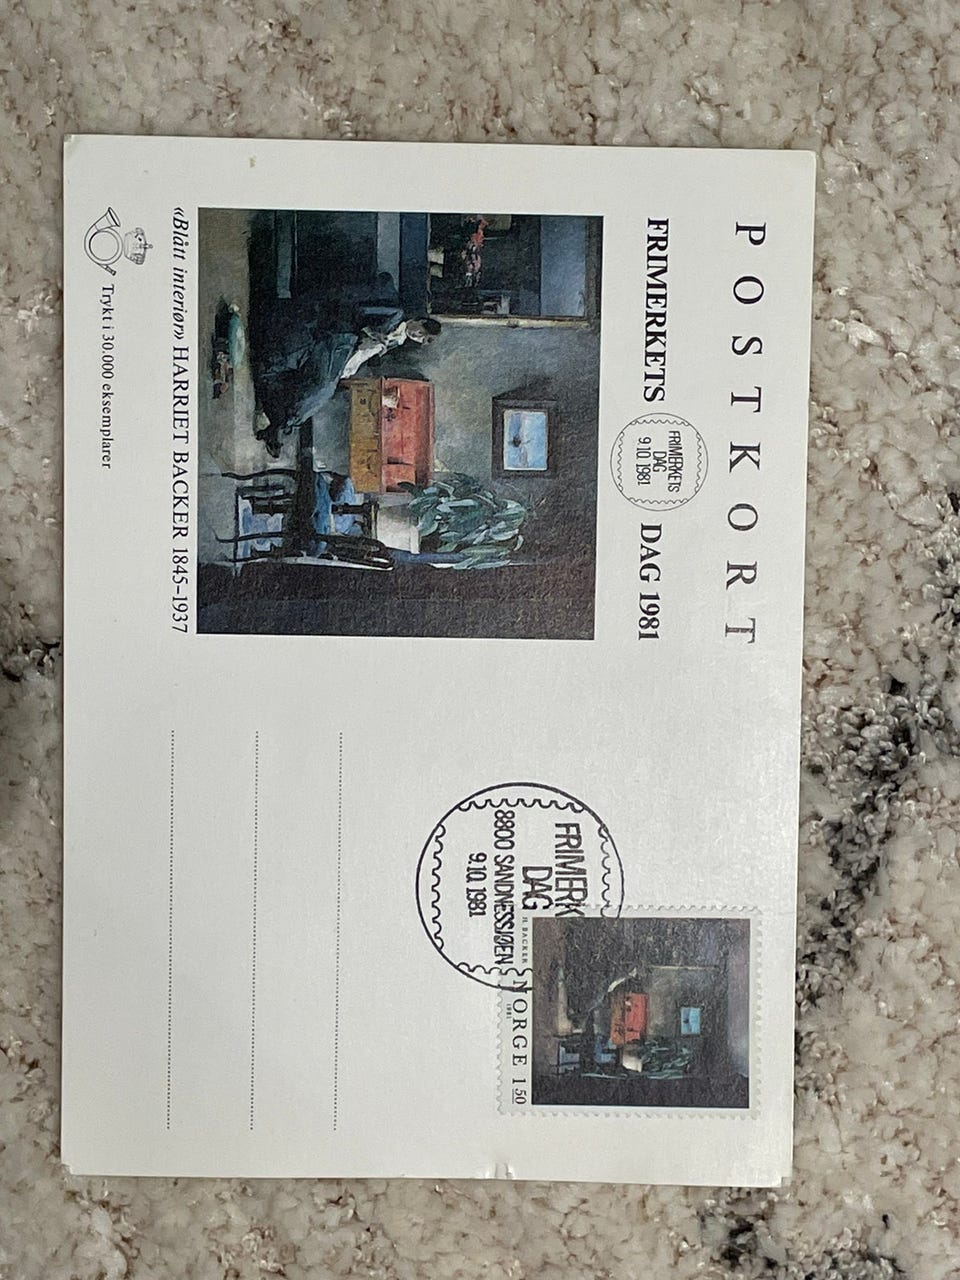 POSTKORT
FRIMERKETS
FRIMERKETS
DAG
9.10.1981
DAG 1981
«Blått interiør» HARRIET BACKER 1845–1937
Trykt i 30.000 eksemplarer
FRIMERK
DAG
8800 SANDNESSJØEN
9.10.1981
H. BACKER
NORGE 1.50
1981